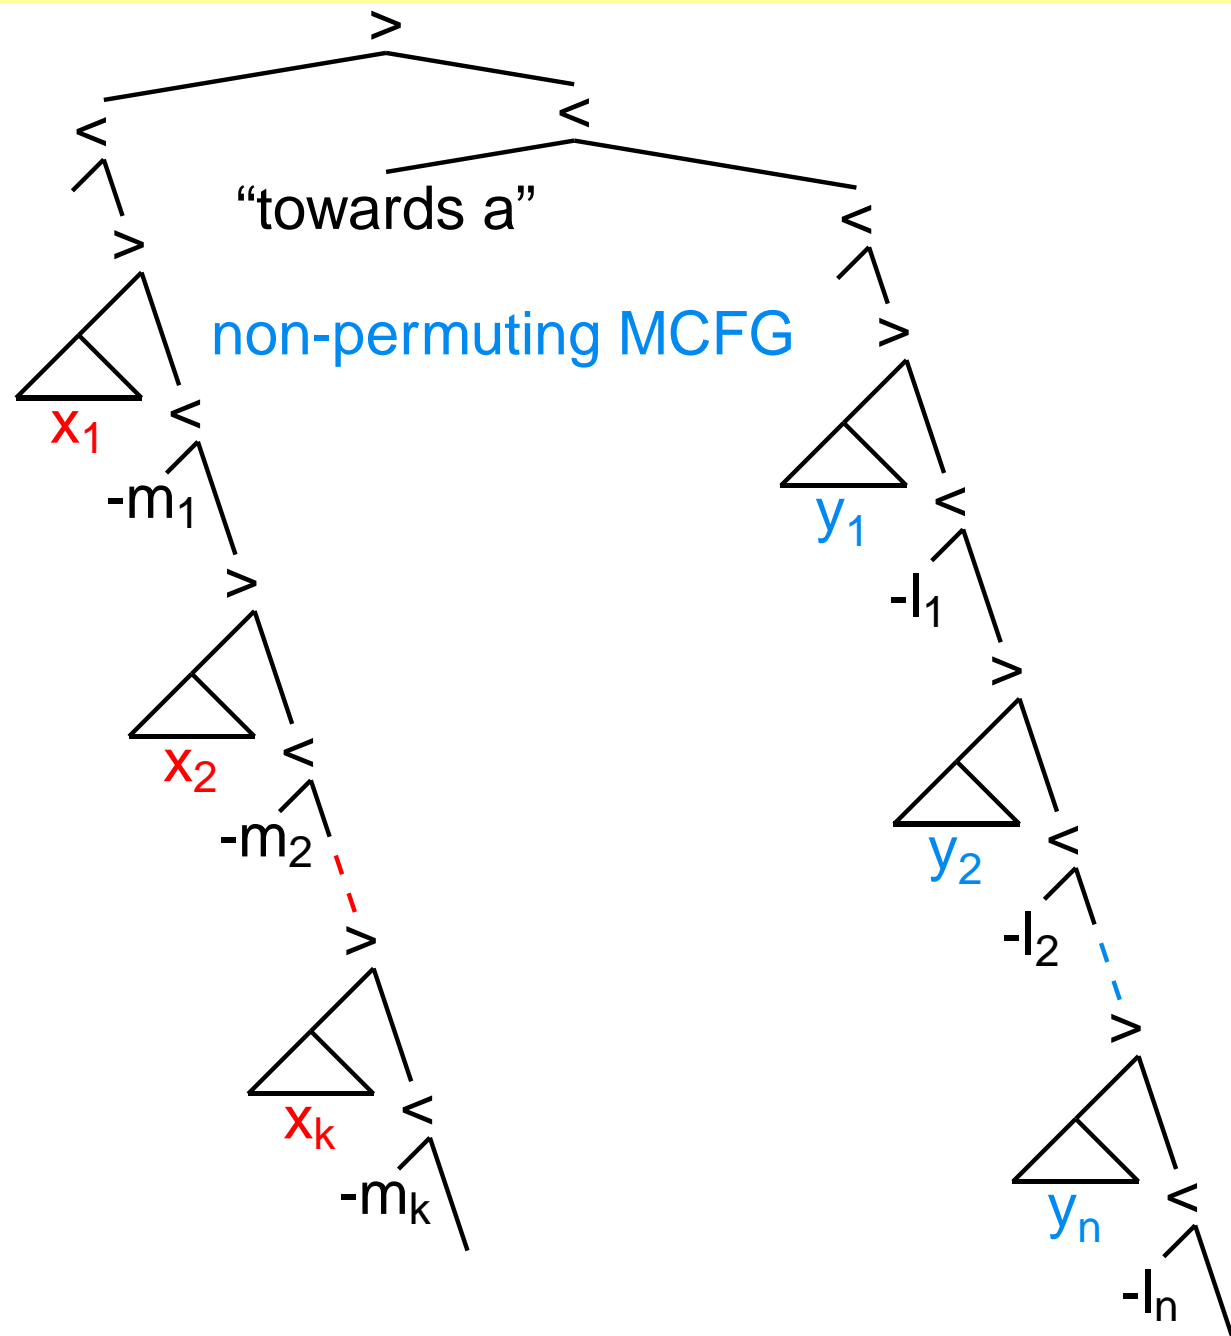 >
<
<
"towards a"
<
>
non-permuting MCFG
>
x₁
<
-m₁
y₁
<
-l₁
>
>
x₂
<
-m₂
y₂
<
-l₂
>
>
xₖ
<
-mₖ
yₙ
<
-lₙ